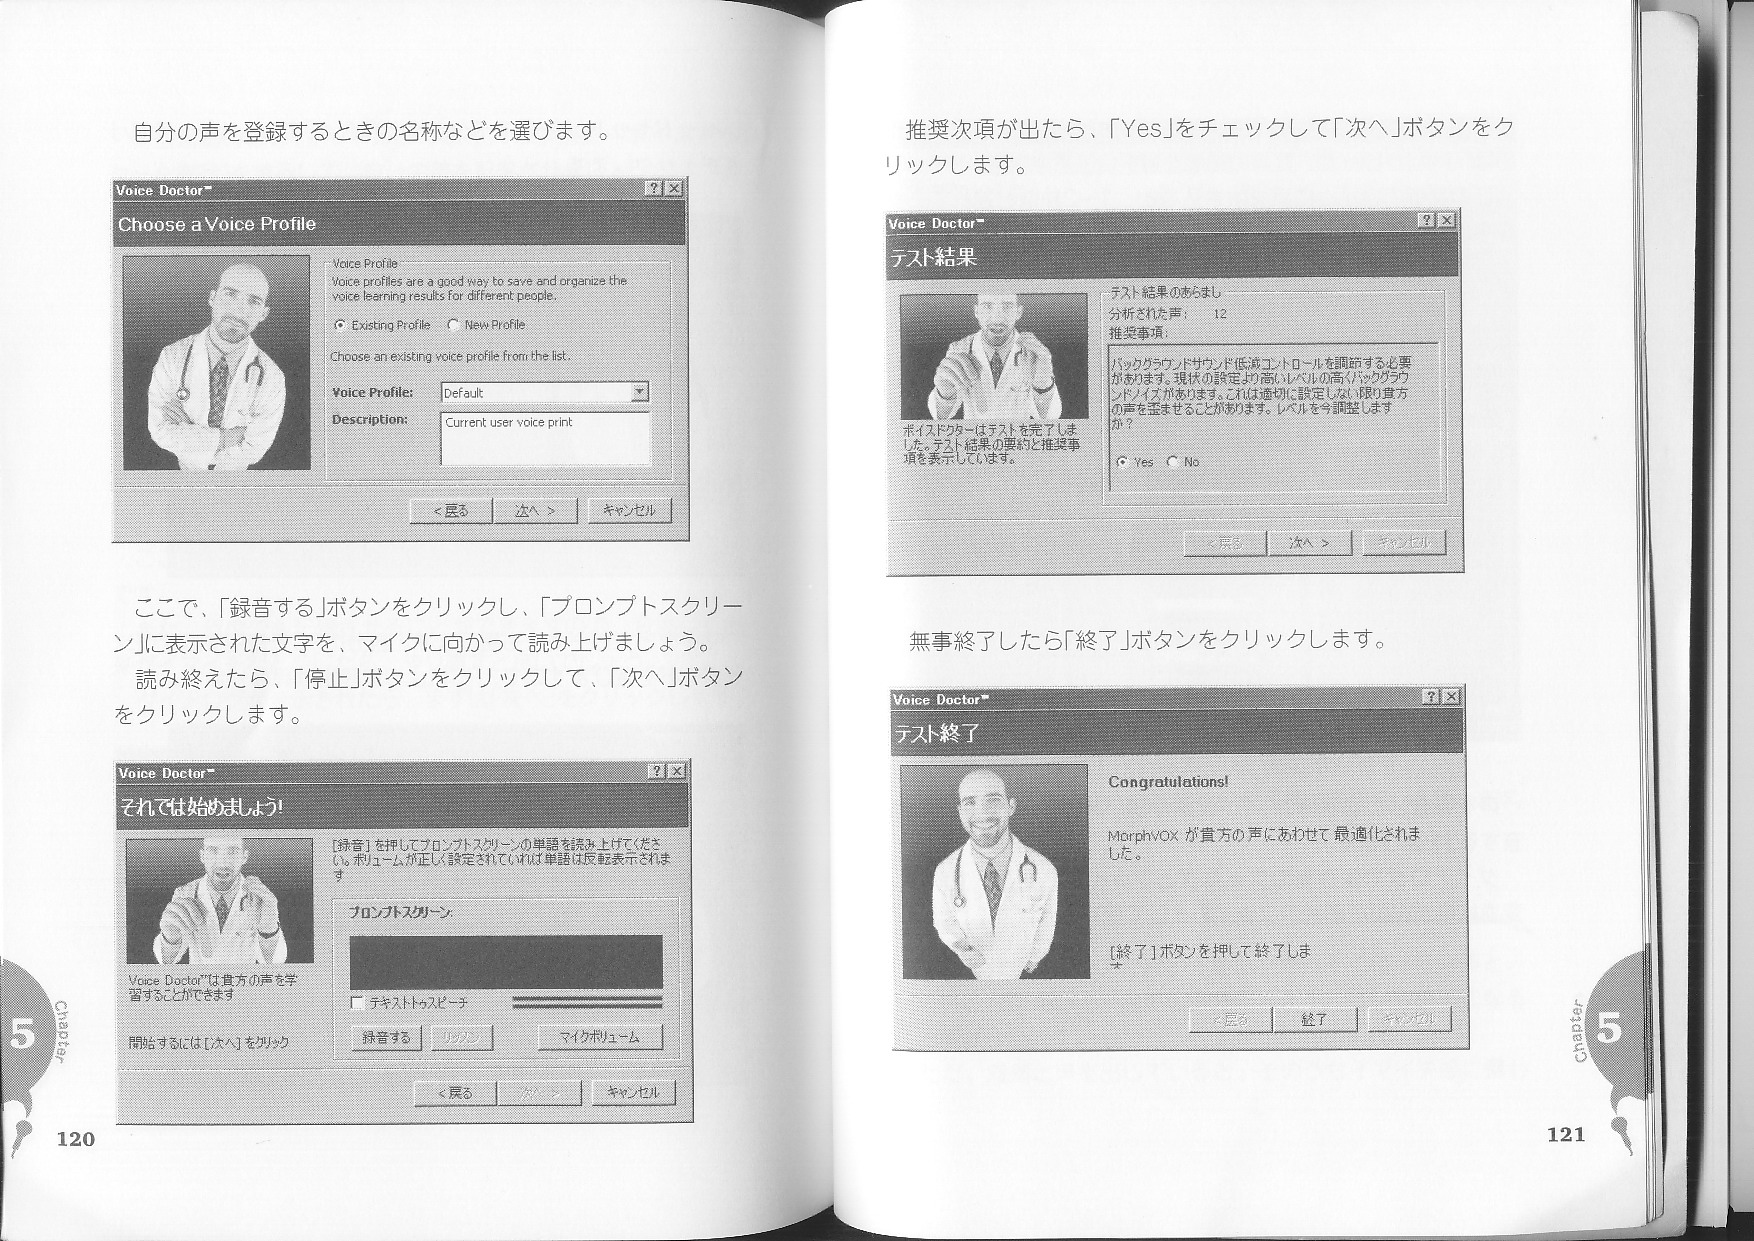 自分の声を登録するときの名称などを選びます。
Voice Doctor™
Choose a Voice Profile
Voice Profile
Voice profiles are a good way to save and organize the
voice learning results for different people.
Existing Profile New Profile
Choose an existing voice profile from the list.
Voice Profile: Default
Description: Current user voice print
<戻る 次へ > キャンセル
ここで、「録音する」ボタンをクリックし、「プロンプトスクリー
ン」に表示された文字を、マイクに向かって読み上げましょう。
読み終えたら、「停止」ボタンをクリックして、「次へ」ボタン
をクリックします。
Voice Doctor™
それでは始めましょう!
[録音] を押してプロンプトスクリーンの単語を読み上げてくださ
い。ボリュームが正しく設定されていれば単語は反転表示されま
す
プロンプトスクリーン:
テキストトゥスピーチ
録音する リッスン マイクボリューム
Voice Doctor™は貴方の声を学
習することができます
開始するには [次へ] をクリック
<戻る 次へ > キャンセル
5
Chapter
120
推奨次項が出たら、「Yes」をチェックして「次へ」ボタンをク
リックします。
Voice Doctor™
テスト結果
テスト結果のあらまし
分析された声: 12
推奨事項:
バックグラウンドサウンド低減コントロールを調節する必要
があります。現状の設定より高いレベルの高くバックグラウ
ンドノイズがあります。これは適切に設定しない限り貴方
の声を歪ませることがあります。レベルを今調整します
か?
Yes No
ボイスドクターはテストを完了しま
した。テスト結果の要約と推奨事
項を表示しています。
<戻る 次へ > キャンセル
無事終了したら「終了」ボタンをクリックします。
Voice Doctor™
テスト終了
Congratulations!
MorphVOX が貴方の声にあわせて最適化されま
した。
[終了]ボタンを押して終了しま
す
<戻る 終了 キャンセル
Chapter
5
121